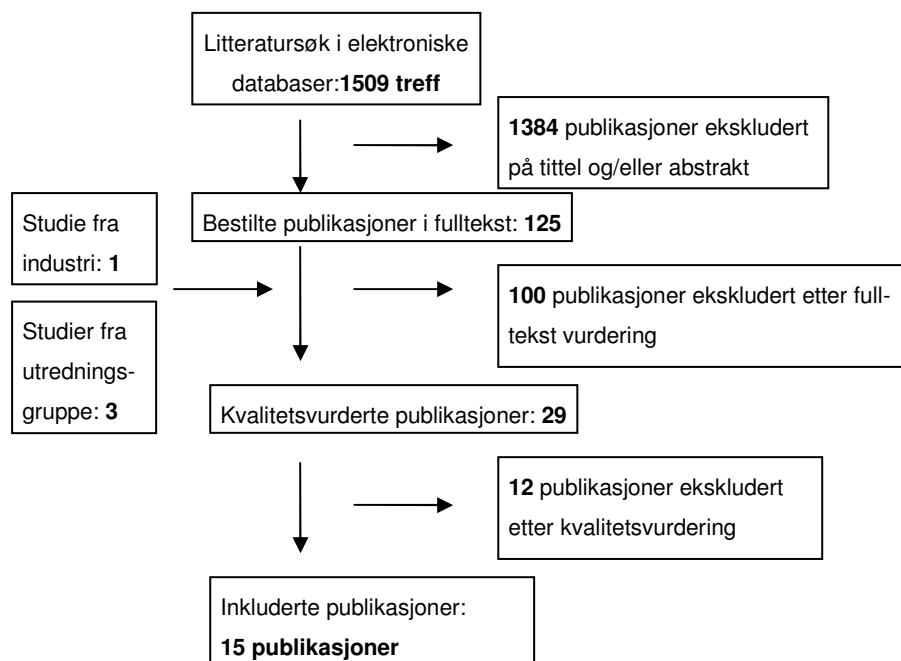 Litteratursøk i elektroniske
databaser:1509 treff
1384 publikasjoner ekskludert
på tittel og/eller abstrakt
Bestilte publikasjoner i fulltekst: 125
Studie fra
industri: 1
100 publikasjoner ekskludert etter full-
tekst vurdering
Studier fra
utrednings-
gruppe: 3
Kvalitetsvurderte publikasjoner: 29
12 publikasjoner ekskludert
etter kvalitetsvurdering
Inkluderte publikasjoner:
15 publikasjoner